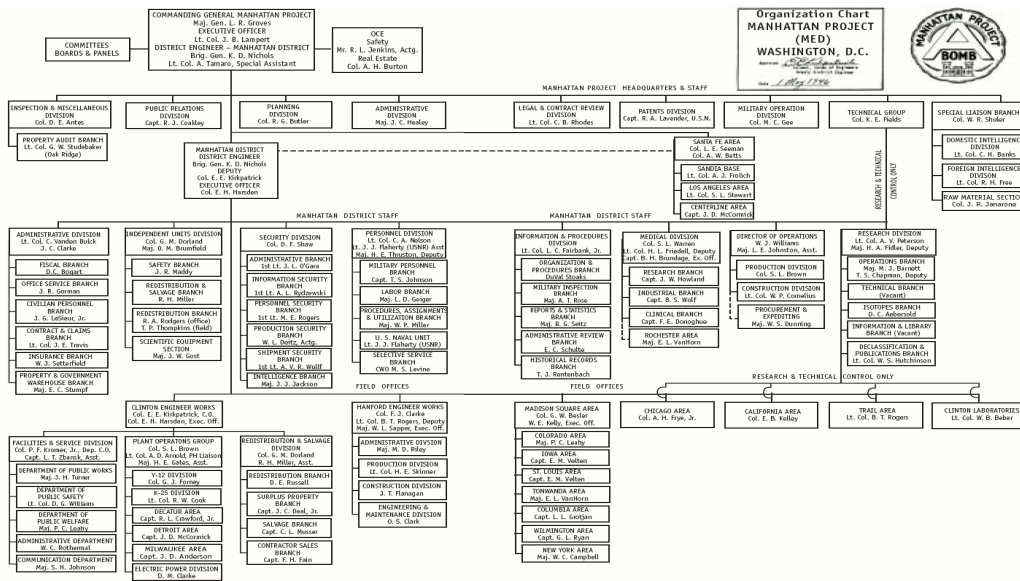 COMMANDING GENERAL MANHATTAN PROJECT
Maj. Gen. L. R. Groves
EXECUTIVE OFFICER
Lt. Col. J. B. Lampert
DISTRICT ENGINEER – MANHATTAN DISTRICT
Brig. Gen. K. D. Nichols
Lt. Col. A. Tamaro, Special Assistant
COMMITTEES
BOARDS & PANELS
OCE
Safety
Mr. R. L. Jenkins, Actg.
Real Estate
Col. A. H. Burton
Organization Chart
MANHATTAN PROJECT
(MED)
WASHINGTON, D.C.
Approved
Deputy District Engineer
Date 1 May 1946
MANHATTAN PROJECT
BOMB
MANHATTAN PROJECT HEADQUARTERS & STAFF
INSPECTION & MISCELLANEOUS
DIVISION
Col. D. E. Antes
PROPERTY AUDIT BRANCH
Lt. Col. G. W. Studebaker
(Oak Ridge)
PUBLIC RELATIONS
DIVISION
Capt. R. J. Coakley
PLANNING
DIVISION
Col. R. G. Butler
ADMINISTRATIVE
DIVISION
Maj. J. C. Healey
LEGAL & CONTRACT REVIEW
DIVISION
Lt. Col. C. B. Rhodes
PATENTS DIVISION
Capt. R. A. Lavender, U.S.N.
MILITARY OPERATION
DIVISION
Col. M. C. Gee
TECHNICAL GROUP
Col. K. E. Fields
SPECIAL LIAISON BRANCH
Col. W. R. Shuler
DOMESTIC INTELLIGENCE
DIVISION
Lt. Col. C. H. Banks
FOREIGN INTELLIGENCE
DIVISON
Lt. Col. R. H. Free
RAW MATERIAL SECTION
Col. J. R. Janarone
MANHATTAN DISTRICT
DISTRICT ENGINEER
Brig. Gen. K. D. Nichols
DEPUTY
Col. E. E. Kirkpatrick
EXECUTIVE OFFICER
Col. E. H. Harsden
SANTA FE AREA
Col. L. E. Seeman
Col. A. W. Betts
SANDIA BASE
Lt. Col. A. J. Frolich
LOS ANGELES AREA
Lt. Col. S. L. Stewart
CENTERLINE AREA
Capt. J. D. McCormick
RESEARCH & TECHNICAL
CONTROL ONLY
MANHATTAN DISTRICT STAFF
MANHATTAN DISTRICT STAFF
ADMINISTRATIVE DIVISION
Lt. Col. C. Vanden Bulck
J. C. Clarke
FISCAL BRANCH
D.C. Bogart
OFFICE SERVICE BRANCH
J. R. Gorman
CIVILIAN PERSONNEL
BRANCH
J. G. LeSieur, Jr.
CONTRACT & CLAIMS
BRANCH
Lt. Col. J. E. Travis
INSURANCE BRANCH
W. J. Setterfield
PROPERTY & GOVERNMENT
WAREHOUSE BRANCH
Maj. E. C. Stumpf
INDEPENDENT UNITS DIVISION
Col. G. M. Dorland
Maj. O. M. Brumfield
SAFETY BRANCH
J. R. Maddy
REDISTRIBUTION &
SALVAGE BRANCH
R. H. Miller
REDISTRIBUTION BRANCH
R. A. Rodgers (office)
T. P. Thompkins (field)
SCIENTIFIC EQUIPMENT
SECTION
Maj. J. W. Gost
SECURITY DIVISION
Col. D. F. Shaw
ADMINISTRATIVE BRANCH
1st Lt. J. L. O'Gara
INFORMATION SECURITY
BRANCH
1st Lt. A. L. Rydzewski
PERSONNEL SECURITY
BRANCH
1st Lt. M. E. Rogers
PRODUCTION SECURITY
BRANCH
W. L. Deitz, Actg.
SHIPMENT SECURITY
BRANCH
1st Lt. A. V. R. Wullf
INTELLIGENCE BRANCH
Maj. J. J. Jackson
PERSONNEL DIVISION
Lt. Col. C. A. Nelson
Lt. J. J. Flaherty (USNR) Asst
Maj. H. E. Thruston, Deputy
MILITARY PERSONNEL
BRANCH
Capt. T. S. Johnson
LABOR BRANCH
Maj. L. D. Geiger
PROCEDURES, ASSIGNMENTS
& UTILIZATION BRANCH
Maj. W. P. Miller
U. S. NAVAL UNIT
Lt. J. J. Flaherty (USNR)
SELECTIVE SERVICE
BRANCH
CWO M. S. Levine
INFORMATION & PROCEDURES
DIVISION
Lt. Col. L. C. Fairbank, Jr.
ORGANIZATION &
PROCEDURES BRANCH
DuVal Stoaks
MILITARY INSPECTION
BRANCH
Maj. A. T. Rose
REPORTS & STATISTICS
BRANCH
Maj. B. G. Seitz
ADMINISTRATIVE REVIEW
BRANCH
E. C. Schulte
HISTORICAL RECORDS
BRANCH
T. J. Rentenbach
MEDICAL DIVISION
Col. S. L. Warren
Lt. Col. H. L. Friedell, Deputy
Capt. B. H. Brundage, Ex. Off.
RESEARCH BRANCH
Capt. J. W. Howland
INDUSTRIAL BRANCH
Capt. B. S. Wolf
CLINICAL BRANCH
Capt. F. E. Donoghue
ROCHESTER AREA
Maj. E. L. VanHorn
DIRECTOR OF OPERATIONS
W. J. Williams
Maj. L. E. Johnston, Asst.
PRODUCTION DIVISION
Col. S. L. Brown
CONSTRUCTION DIVISION
Lt. Col. W. P. Cornelius
PROCUREMENT &
EXPEDITING
Maj. W. S. Dunning
RESEARCH DIVISION
Lt. Col. A. V. Peterson
Maj. H. A. Fidler, Deputy
OPERATIONS BRANCH
Maj. M. J. Barnett
T. S. Chapman, Deputy
TECHNICAL BRANCH
(Vacant)
ISOTOPES BRANCH
D. C. Aebersold
INFORMATION & LIBRARY
BRANCH (Vacant)
DECLASSIFICATION &
PUBLICATIONS BRANCH
Lt. Col. W. S. Hutchinson
FIELD OFFICES
FIELD OFFICES
RESEARCH & TECHNICAL CONTROL ONLY
CLINTON ENGINEER WORKS
Col. E. E. Kirkpatrick, C.O.
Col. E. H. Harsden, Exec. Off.
HANFORD ENGINEER WORKS
Col. F. J. Clarke
Lt. Col. B. T. Rogers, Deputy
Maj. W. L. Sapper, Exec. Off.
MADISON SQUARE AREA
Col. G. W. Besler
W. E. Kelly, Exec. Off.
CHICAGO AREA
Col. A. H. Frye, Jr.
CALIFORNIA AREA
Col. E. B. Kelley
TRAIL AREA
Lt. Col. B. T. Rogers
CLINTON LABORATORIES
Lt. Col. W. B. Beber
FACILITIES & SERVICE DIVISION
Col. P. F. Kromer, Jr., Dep. C.O.
Capt. L. T. Zbansk, Asst.
DEPARTMENT OF PUBLIC WORKS
Maj. J. H. Turner
DEPARTMENT OF
PUBLIC SAFETY
Lt. Col. D. G. Williams
DEPARTMENT OF
PUBLIC WELFARE
Maj. P. C. Leahy
ADMINISTRATIVE DEPARTMENT
W. C. Rothermal
COMMUNICATION DEPARTMENT
Maj. S. H. Johnson
PLANT OPERATONS GROUP
Col. S. L. Brown
Lt. Col. A. D. Arnold, PH Liaison
Maj. H. E. Gates, Asst.
Y-12 DIVISION
Col. G. J. Forney
K-25 DIVISION
Lt. Col. R. W. Cook
DECATUR AREA
Capt. R. L. Crawford, Jr.
DETROIT AREA
Capt. J. D. McCormick
MILWAUKEE AREA
Capt. J. D. Anderson
ELECTRIC POWER DIVISION
D. M. Clarke
REDISTRIBUTION & SALVAGE
DIVISION
Col. G. M. Dorland
R. H. Miller, Asst.
REDISTRIBUTION BRANCH
D. E. Russell
SURPLUS PROPERTY
BRANCH
Capt. J. C. Deal, Jr.
SALVAGE BRANCH
Capt. C. L. Musser
CONTRACTOR SALES
BRANCH
Capt. F. H. Fain
ADMINISTRATIVE DIVSION
Maj. M. D. Riley
PRODUCTION DIVISION
Lt. Col. H. E. Skinner
CONSTRUCTION DIVISION
J. T. Flanagan
ENGINEERING &
MAINTENANCE DIVISION
O. S. Clark
COLORADO AREA
Maj. P. C. Leahy
IOWA AREA
Capt. E. M. Velten
ST. LOUIS AREA
Capt. E. M. Velten
TONWANDA AREA
Maj. E. L. VanHorn
COLUMBIA AREA
Capt. L. L. Grotjan
WILMINGTON AREA
Capt. G. L. Ryan
NEW YORK AREA
Maj. W. C. Campbell